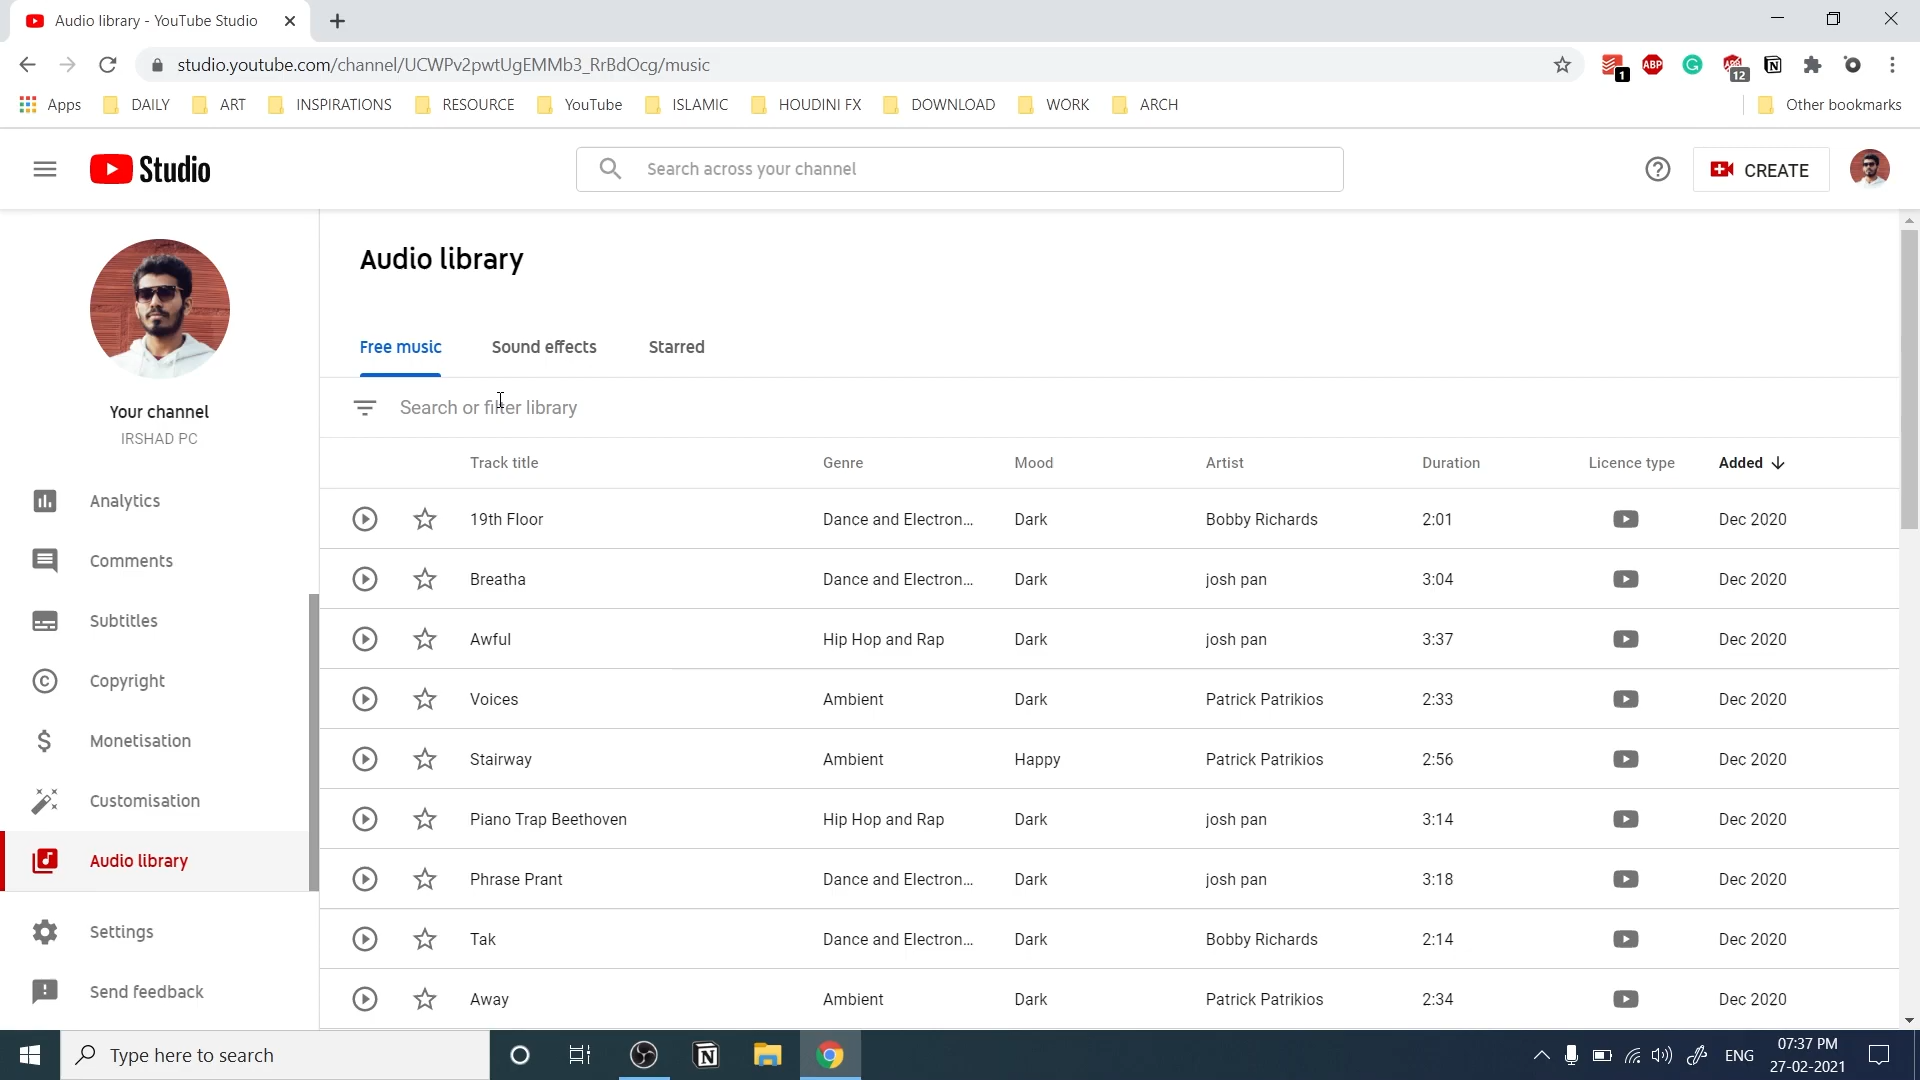 Audio library - YouTube Studio
studio.youtube.com/channel/UCWPv2pwtUgEMMb3_RrBdOcg/music
1 ABP 12
Apps DAILY ART INSPIRATIONS RESOURCE YouTube ISLAMIC HOUDINI FX DOWNLOAD WORK ARCH Other bookmarks
Studio Search across your channel CREATE
Audio library
Free music Sound effects Starred
Search or filter library
Your channel
IRSHAD PC
Analytics
Comments
Subtitles
Copyright
Monetisation
Customisation
Audio library
Settings
Send feedback
Track title Genre Mood Artist Duration Licence type Added
19th Floor Dance and Electron... Dark Bobby Richards 2:01 Dec 2020
Breatha Dance and Electron... Dark josh pan 3:04 Dec 2020
Awful Hip Hop and Rap Dark josh pan 3:37 Dec 2020
Voices Ambient Dark Patrick Patrikios 2:33 Dec 2020
Stairway Ambient Happy Patrick Patrikios 2:56 Dec 2020
Piano Trap Beethoven Hip Hop and Rap Dark josh pan 3:14 Dec 2020
Phrase Prant Dance and Electron... Dark josh pan 3:18 Dec 2020
Tak Dance and Electron... Dark Bobby Richards 2:14 Dec 2020
Away Ambient Dark Patrick Patrikios 2:34 Dec 2020
Type here to search
ENG
07:37 PM
27-02-2021